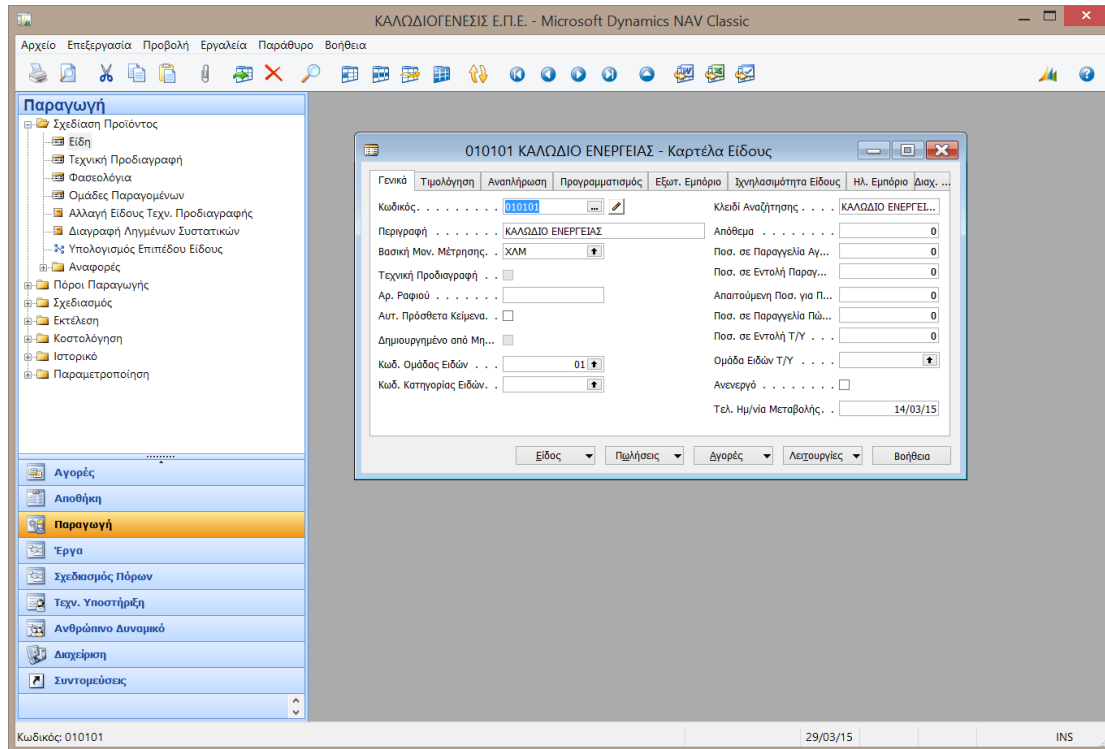 ΚΑΛΩΔΙΟΓΕΝΕΣΙΣ Ε.Π.Ε. - Microsoft Dynamics NAV Classic
Αρχείο Επεξεργασία Προβολή Εργαλεία Παράθυρο Βοήθεια
Παραγωγή
Σχεδίαση Προϊόντος
Είδη
Τεχνική Προδιαγραφή
Φασεολόγια
Ομάδες Παραγομένων
Αλλαγή Είδους Τεχν. Προδιαγραφής
Διαγραφή Ληγμένων Συστατικών
Υπολογισμός Επιπέδου Είδους
Αναφορές
Πόροι Παραγωγής
Σχεδιασμός
Εκτέλεση
Κοστολόγηση
Ιστορικό
Παραμετροποίηση
Αγορές
Αποθήκη
Παραγωγή
Έργα
Σχεδιασμός Πόρων
Τεχν. Υποστήριξη
Ανθρώπινο Δυναμικό
Διαχείριση
Συντομεύσεις
010101 ΚΑΛΩΔΙΟ ΕΝΕΡΓΕΙΑΣ - Καρτέλα Είδους
Γενικά Τιμολόγηση Αναπλήρωση Προγραμματισμός Εξωτ. Εμπόριο Ιχνηλασιμότητα Είδους Ηλ. Εμπόριο Διαχ. ...
Κωδικός. . . . . . . . . 010101 ...
Περιγραφή . . . . . . . ΚΑΛΩΔΙΟ ΕΝΕΡΓΕΙΑΣ
Βασική Μον. Μέτρησης. . ΧΛΜ
Τεχνική Προδιαγραφή . .
Αρ. Ραφιού . . . . . . .
Αυτ. Πρόσθετα Κείμενα. .
Δημιουργημένο από Μη...
Κωδ. Ομάδας Ειδών . . . 01
Κωδ. Κατηγορίας Ειδών. .
Κλειδί Αναζήτησης . . . . ΚΑΛΩΔΙΟ ΕΝΕΡΓΕΙ...
Απόθεμα . . . . . . . . 0
Ποσ. σε Παραγγελία Αγ... 0
Ποσ. σε Εντολή Παραγ... 0
Απαιτούμενη Ποσ. για Π... 0
Ποσ. σε Παραγγελία Πώ... 0
Ποσ. σε Εντολή Τ/Υ . . . . 0
Ομάδα Ειδών Τ/Υ . . . .
Ανενεργό . . . . . . . .
Τελ. Ημ/νία Μεταβολής. . 14/03/15
Είδος Πωλήσεις Αγορές Λειτουργίες Βοήθεια
Κωδικός: 010101 29/03/15 INS